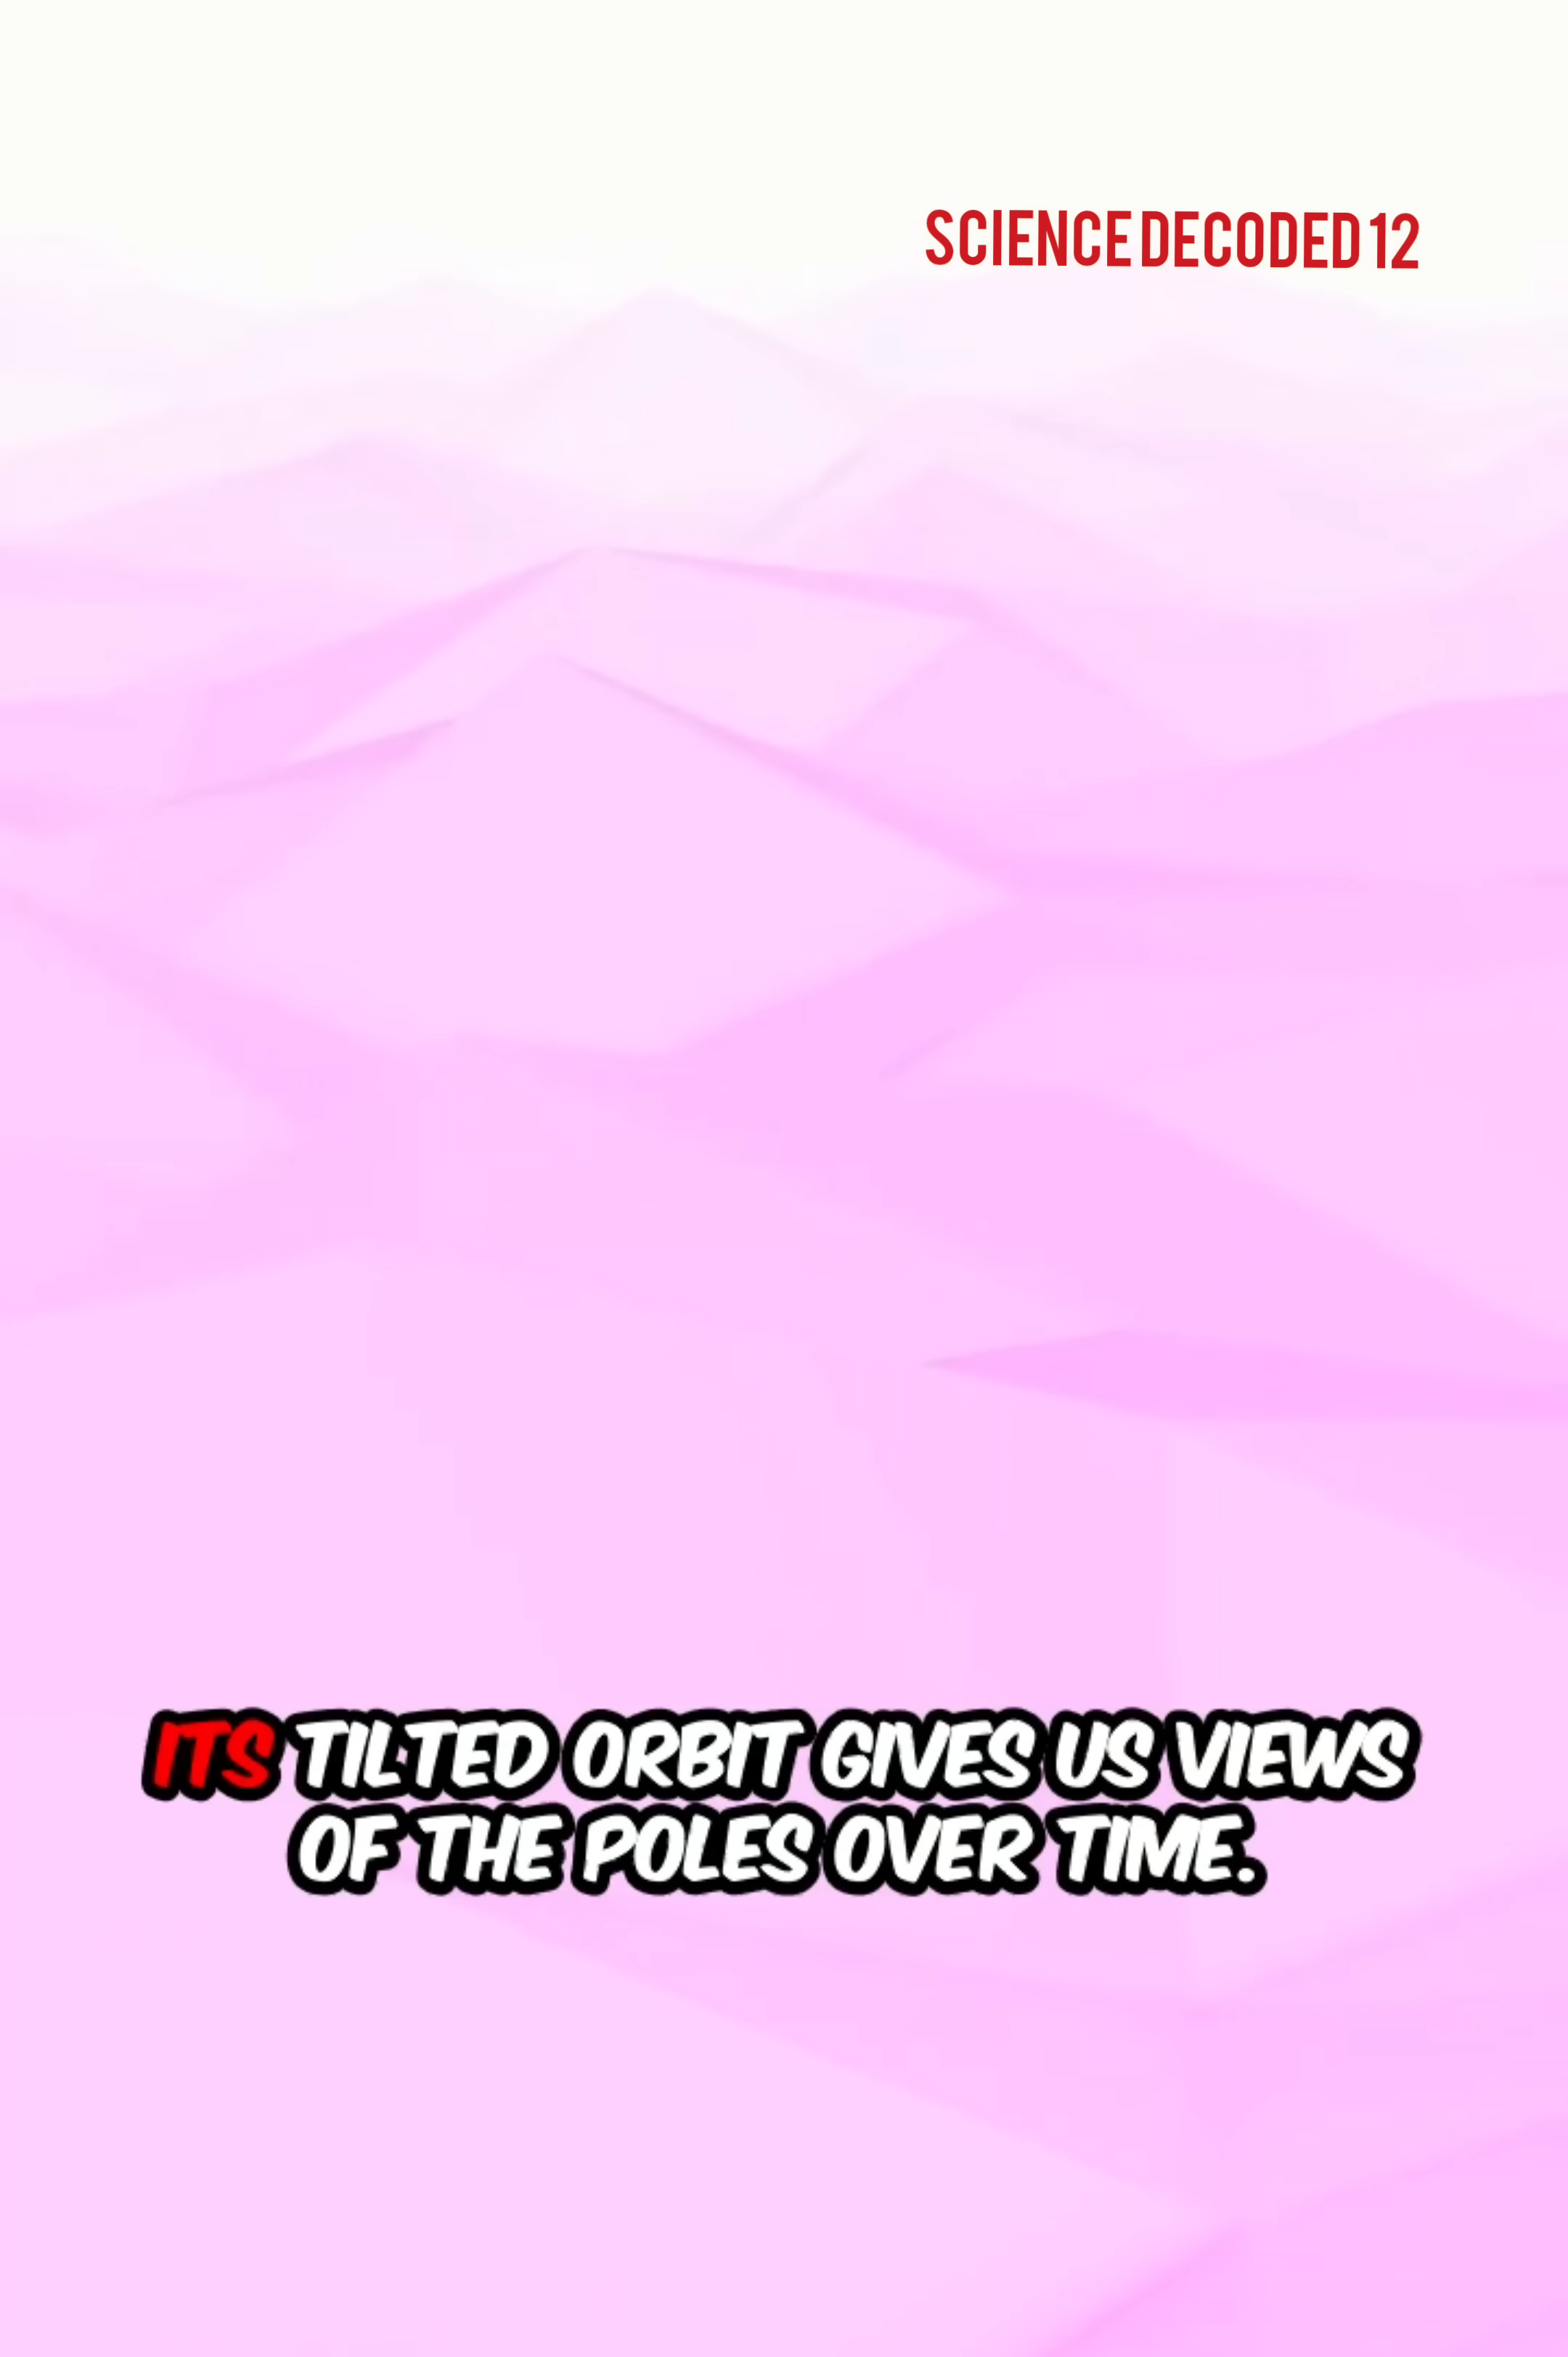 SCIENCE DECODED 12
ITS TILTED ORBIT GIVES US VIEWS
OF THE POLES OVER TIME.